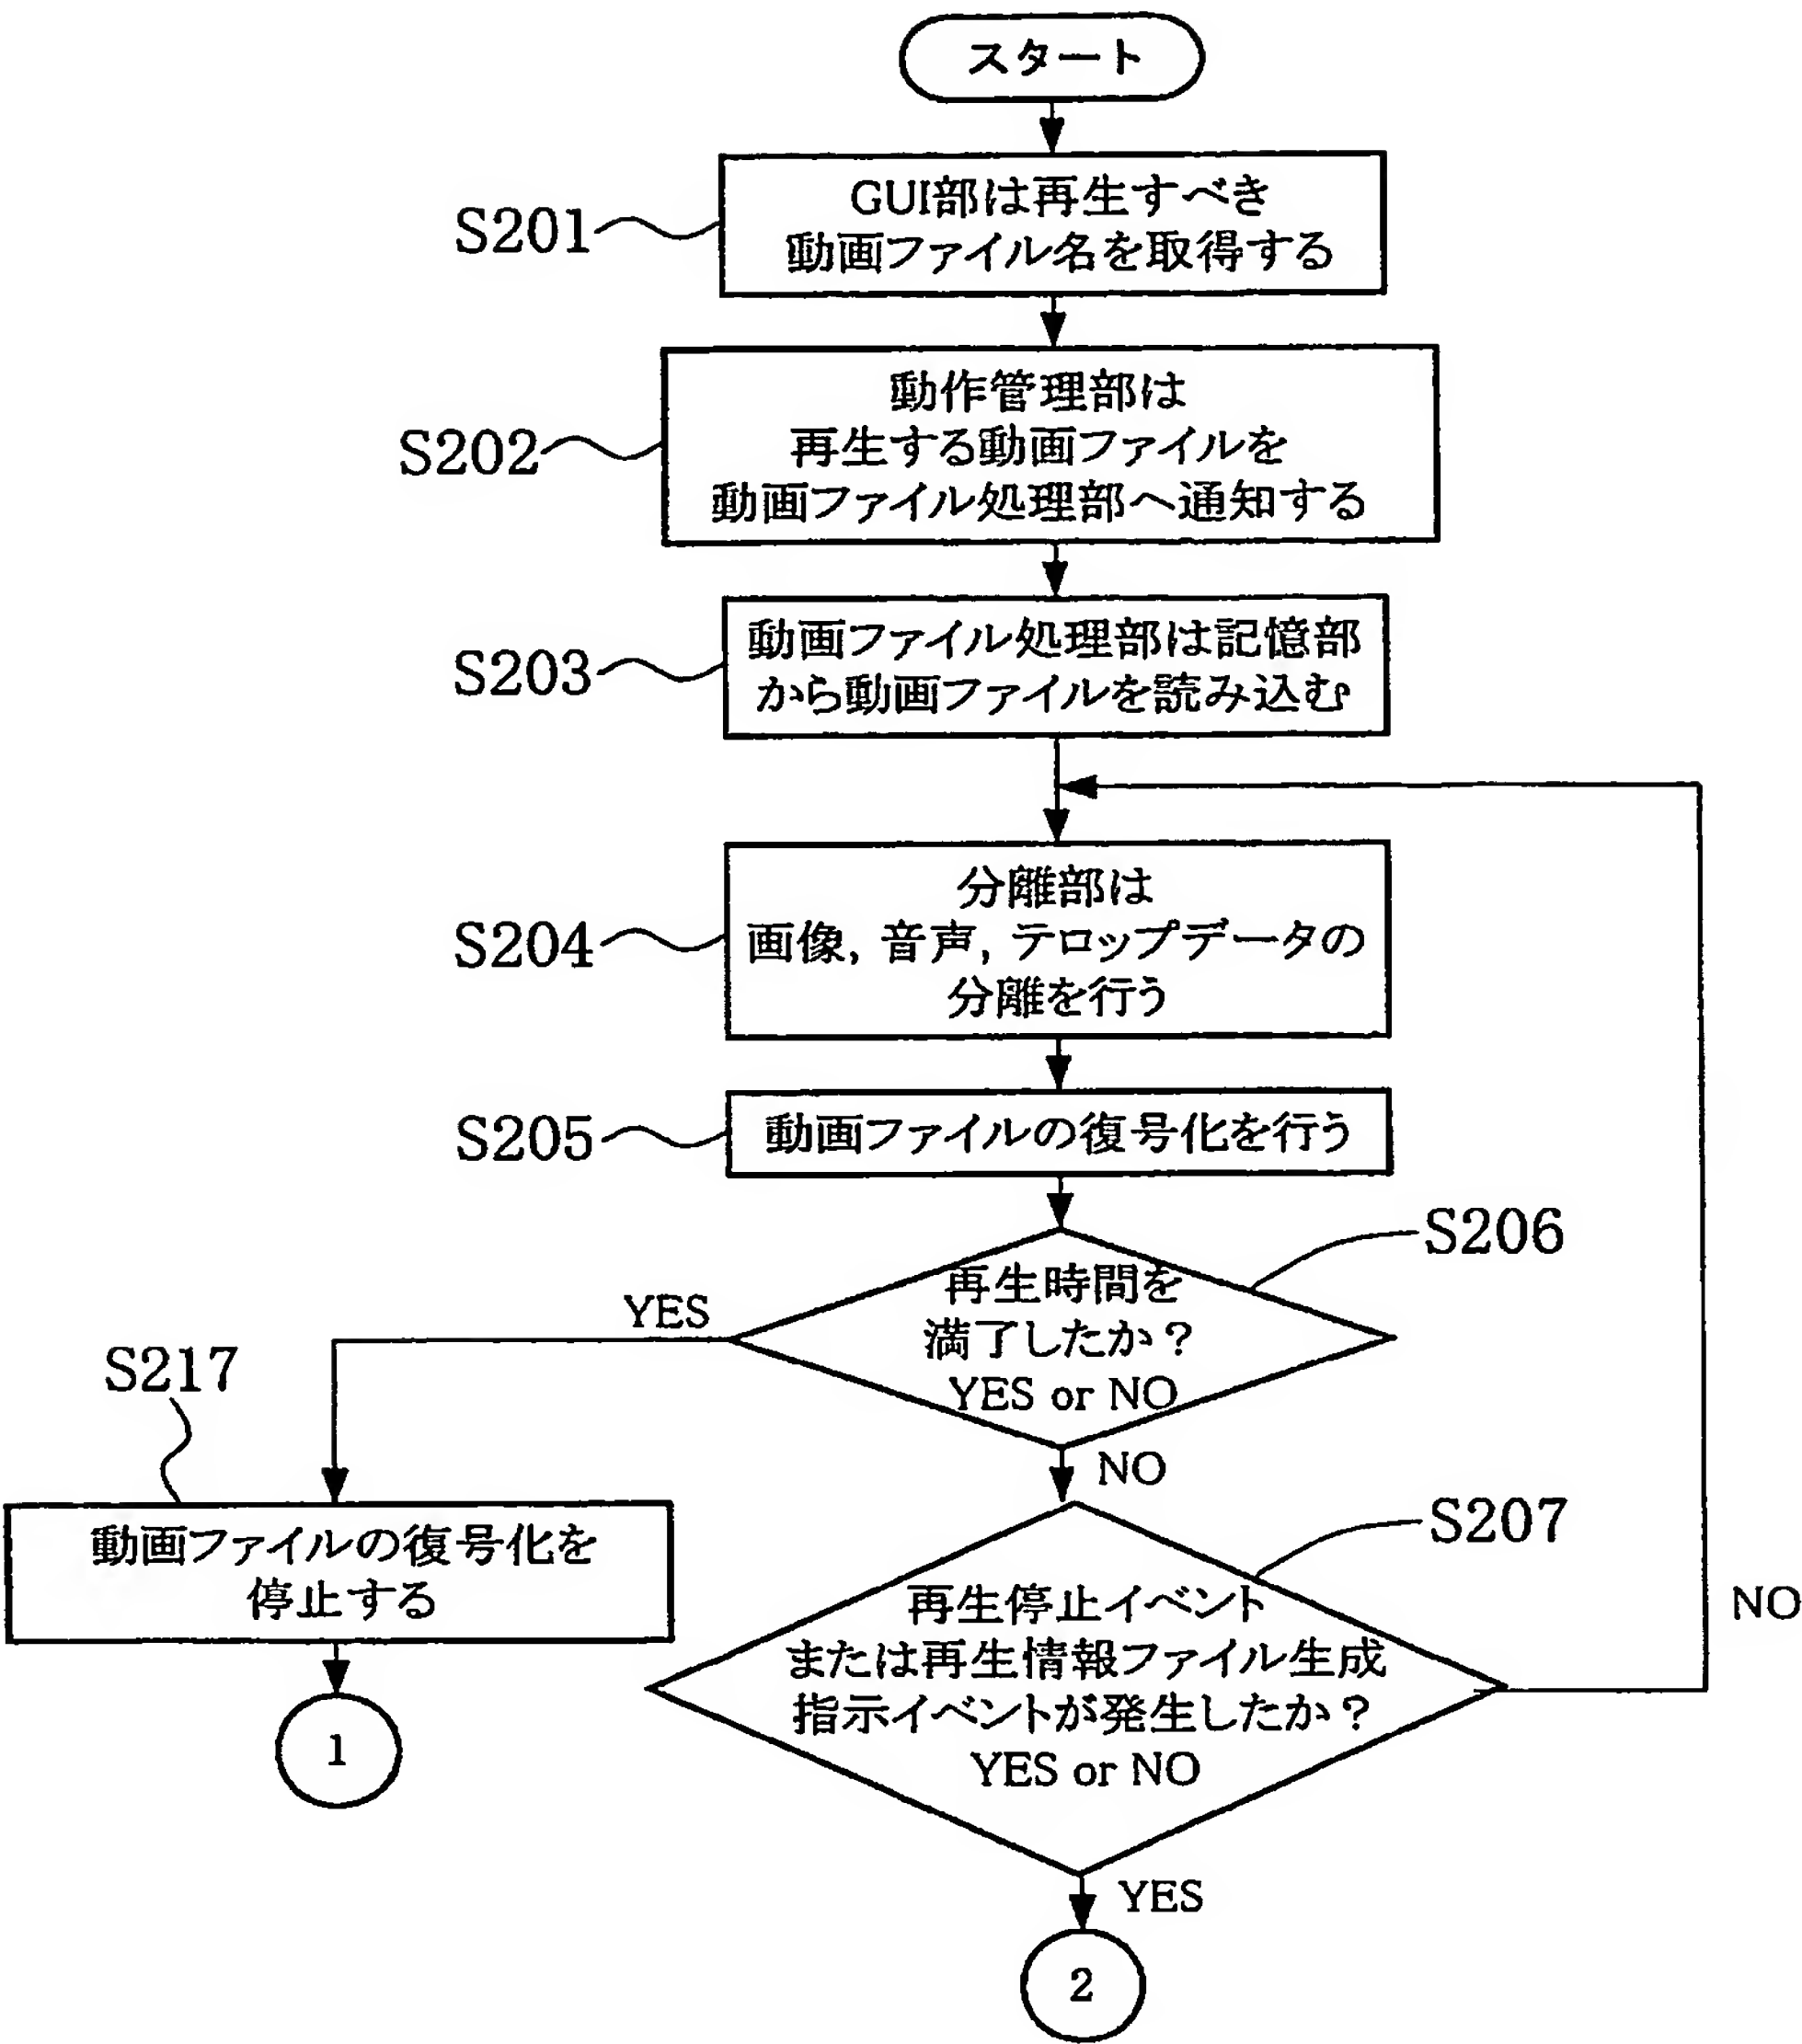 スタート
S201
GUI部は再生すべき
動画ファイル名を取得する
S202
動作管理部は
再生する動画ファイルを
動画ファイル処理部へ通知する
S203
動画ファイル処理部は記憶部
から動画ファイルを読み込む
S204
分離部は
画像, 音声, テロップデータの
分離を行う
S205
動画ファイルの復号化を行う
S206
再生時間を
満了したか?
YES or NO
YES
NO
S217
動画ファイルの復号化を
停止する
1
S207
再生停止イベント
または再生情報ファイル生成
指示イベントが発生したか?
YES or NO
NO
YES
2